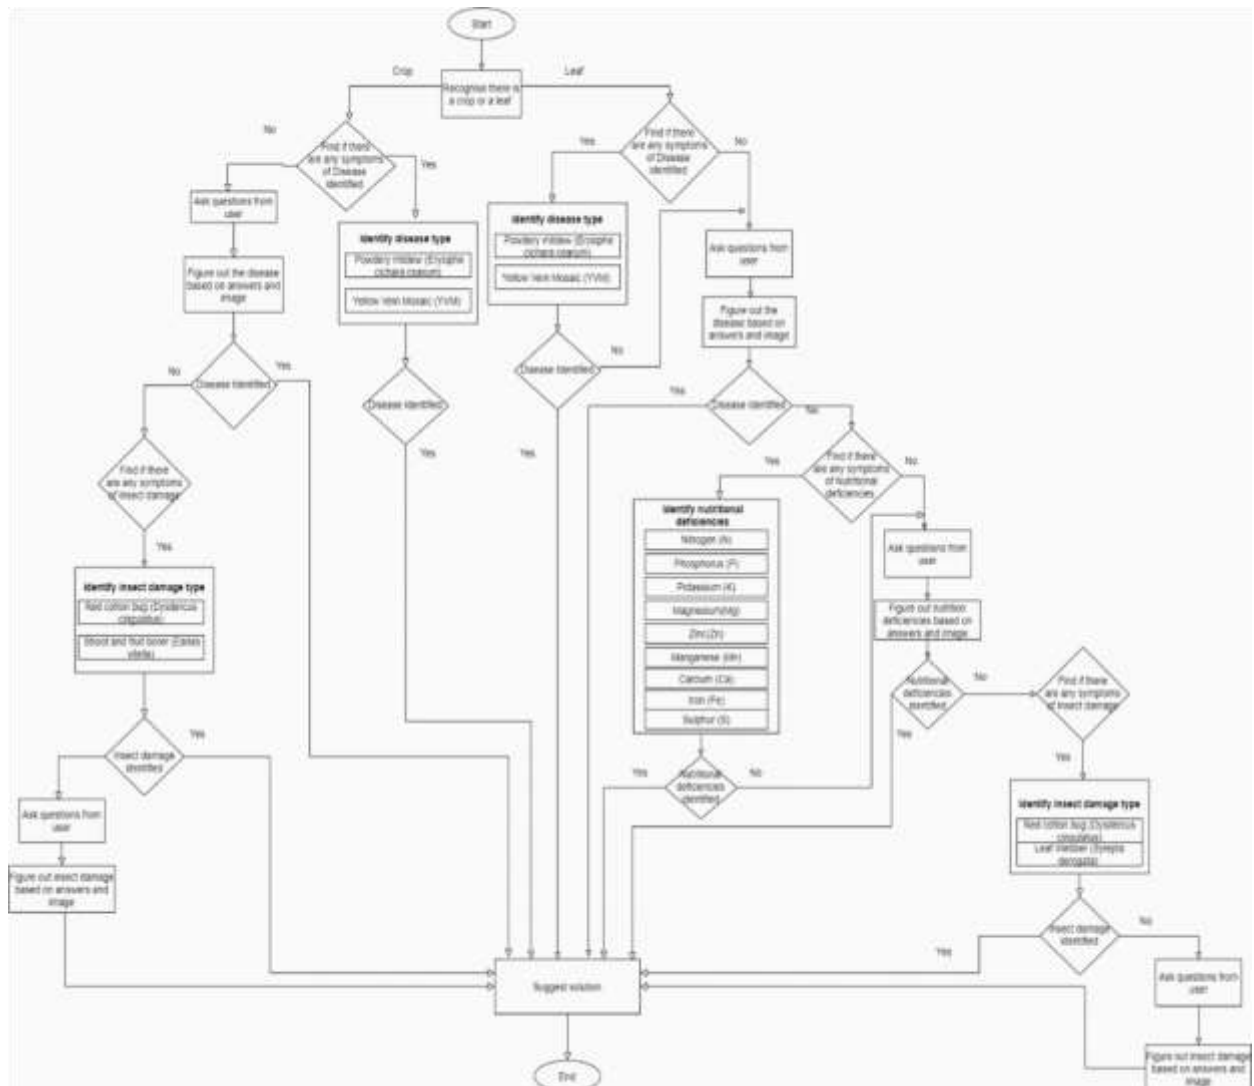 Start
Crop
Leaf
Recognise there is
a crop or a leaf
No
Find if there
are any symptoms
of Disease
identified
Yes
Yes
Find if there
are any symptoms
of Disease
identified
No
Ask questions from
user
Identify disease type
Powdery mildew (Erysiphe
cichara
Yellow Vein Mosaic (YVM)
Identify disease type
Powdery mildew (Erysiphe
cichara
Yellow Vein Mosaic (YVM)
Ask questions from
user
Figure out the disease
based on answers and
image
Figure out the
disease based on
answers and image
No
Disease Identified
Yes
Disease Identified
Disease Identified
No
Yes
Disease Identified
No
Find if there
are any symptoms
of Insect damage
Yes
Yes
Yes
Find if there
are any symptoms
of Nutritional
deficiencies
Yes
No
Identify insect damage type
Red cotton bug (Dystercus
cingulatus)
Shoot and fruit borer (Earias
vitella)
Identify nutritional
deficiencies
Nitrogen (N)
Phosphorus (P)
Potassium (K)
Magnesium(Mg)
Zinc(Zn)
Manganese (Mn)
Calcium (Ca)
Iron (Fe)
Sulphur (S)
Ask questions from
user
Figure out nutrition
deficiencies based on
answers and image
Nutritional
deficiencies
identified
No
Yes
Find if there
are any symptoms
of Insect damage
Yes
Insect damage
identified
Yes
Yes
Nutritional
deficiencies
identified
No
Identify insect damage type
Red cotton bug (Dystercus
cingulatus)
Leaf Webber (Sylepta
derogata)
Ask questions from
user
Figure out insect damage
based on answers and
image
Insect damage
identified
Yes
No
Ask questions from
user
Figure out insect damage
based on answers and
image
Suggest solution
End